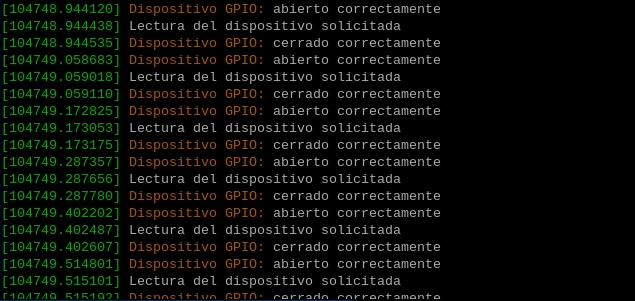 [104748.944120] Dispositivo GPIO: abierto correctamente
[104748.944438] Lectura del dispositivo solicitada
[104748.944535] Dispositivo GPIO: cerrado correctamente
[104749.058683] Dispositivo GPIO: abierto correctamente
[104749.059018] Lectura del dispositivo solicitada
[104749.059110] Dispositivo GPIO: cerrado correctamente
[104749.172825] Dispositivo GPIO: abierto correctamente
[104749.173053] Lectura del dispositivo solicitada
[104749.173175] Dispositivo GPIO: cerrado correctamente
[104749.287357] Dispositivo GPIO: abierto correctamente
[104749.287656] Lectura del dispositivo solicitada
[104749.287780] Dispositivo GPIO: cerrado correctamente
[104749.402202] Dispositivo GPIO: abierto correctamente
[104749.402487] Lectura del dispositivo solicitada
[104749.402607] Dispositivo GPIO: cerrado correctamente
[104749.514801] Dispositivo GPIO: abierto correctamente
[104749.515101] Lectura del dispositivo solicitada
[104749.515192] Dispositivo GPIO: cerrado correctamente